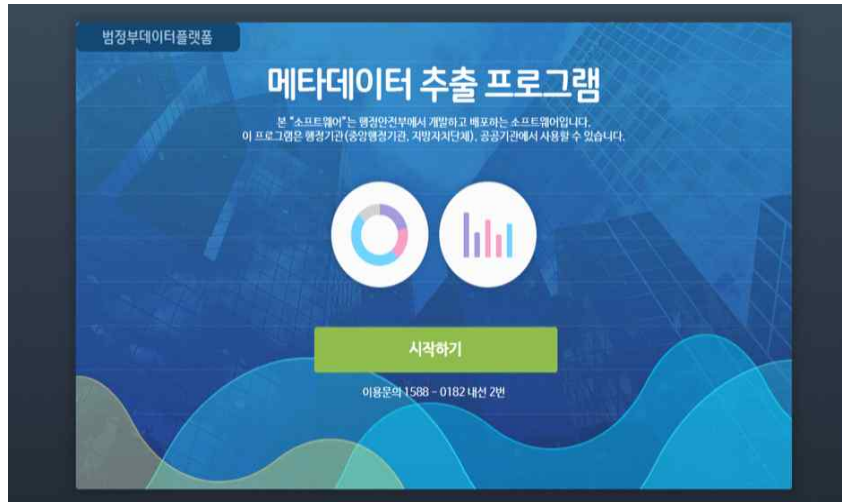 범정부데이터플랫폼
메타데이터 추출 프로그램
본 "소프트웨어"는 행정안전부에서 개발하고 배포하는 소프트웨어입니다.
이 프로그램은 행정기관(중앙행정기관, 지방자치단체), 공공기관에서 사용할 수 있습니다.
시작하기
이용문의 1588 - 0182 내선 2번